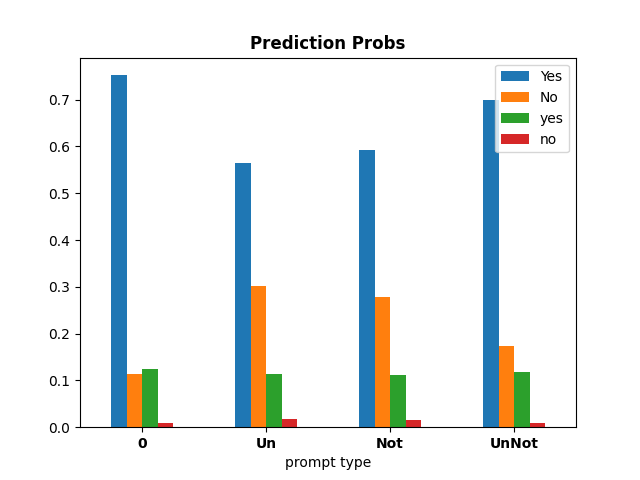 Prediction Probs
Yes
No
yes
no
0.7
0.6
0.5
0.4
0.3
0.2
0.1
0.0
0
Un
Not
UnNot
prompt type